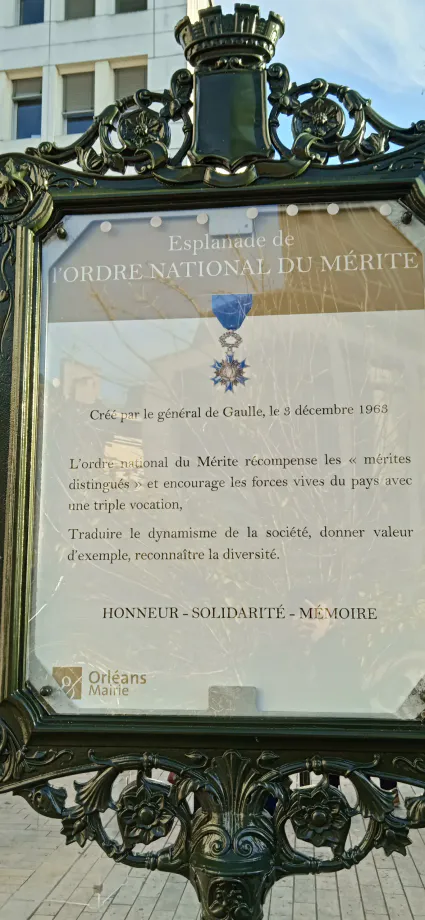 Esplanade de
l'ORDRE NATIONAL DU MÉRITE
Créé par le général de Gaulle, le 3 décembre 1963
L'ordre national du Mérite récompense les « mérites
distingués » et encourage les forces vives du pays avec
une triple vocation,
Traduire le dynamisme de la société, donner valeur
d'exemple, reconnaître la diversité.
HONNEUR - SOLIDARITÉ - MÉMOIRE
Orléans
Mairie